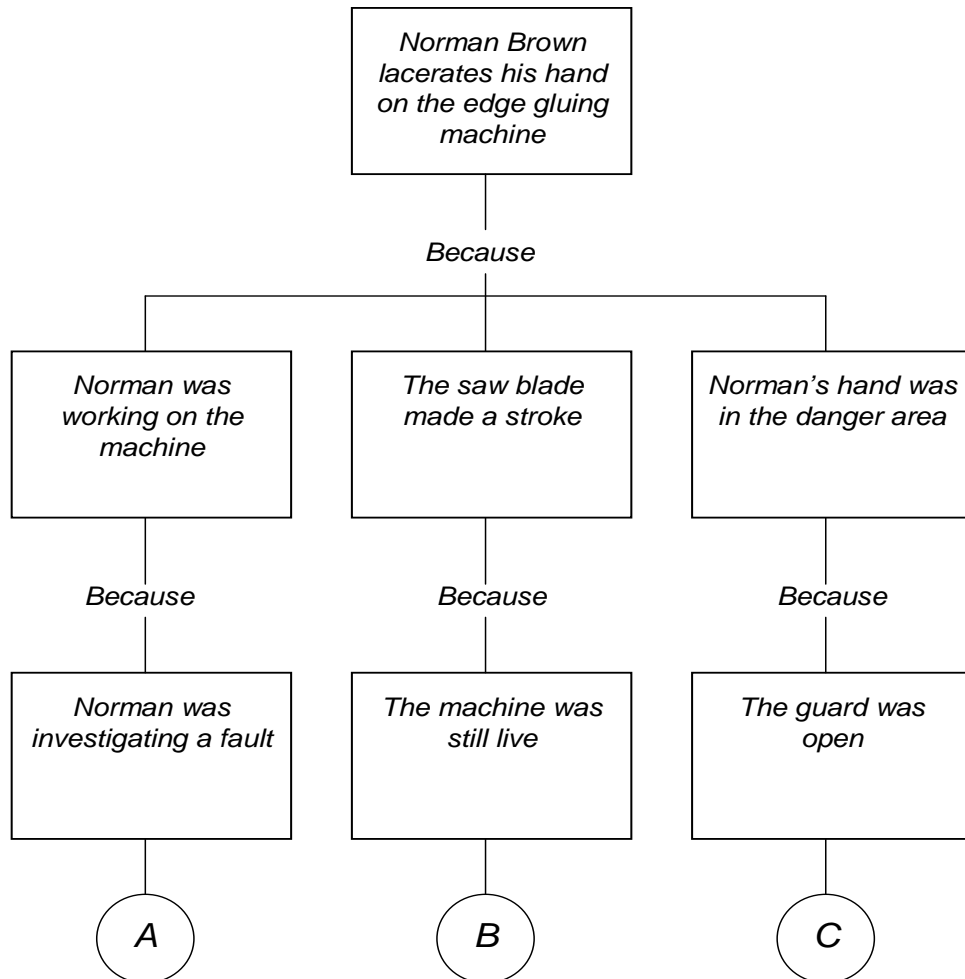 Norman Brown
lacerates his hand
on the edge gluing
machine
Because
Norman was
working on the
machine
The saw blade
made a stroke
Norman’s hand was
in the danger area
Because
Because
Because
Norman was
investigating a fault
The machine was
still live
The guard was
open
A
B
C